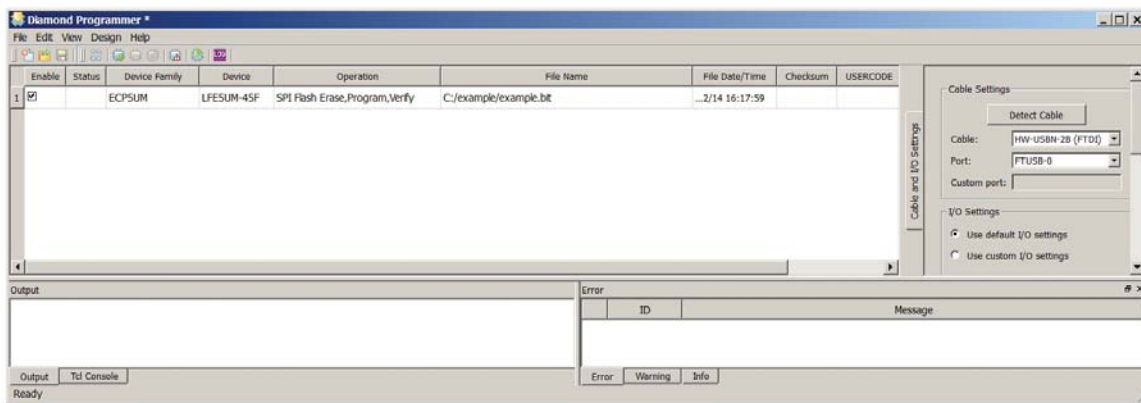 Diamond Programmer *
File Edit View Design Help
LOG
Enable Status Device Family Device Operation File Name File Date/Time Checksum USERCODE
1 ECP5UM LFE5UM-45F SPI Flash Erase,Program,Verify C:/example/example.bit ...2/14 16:17:59
Cable and I/O Settings
Cable Settings
Detect Cable
Cable: HW-USBN-2B (FTDI)
Port: FTUSB-0
Custom port:
I/O Settings
Use default I/O settings
Use custom I/O settings
Output
Error
ID Message
Output Tcl Console
Error Warning Info
Ready